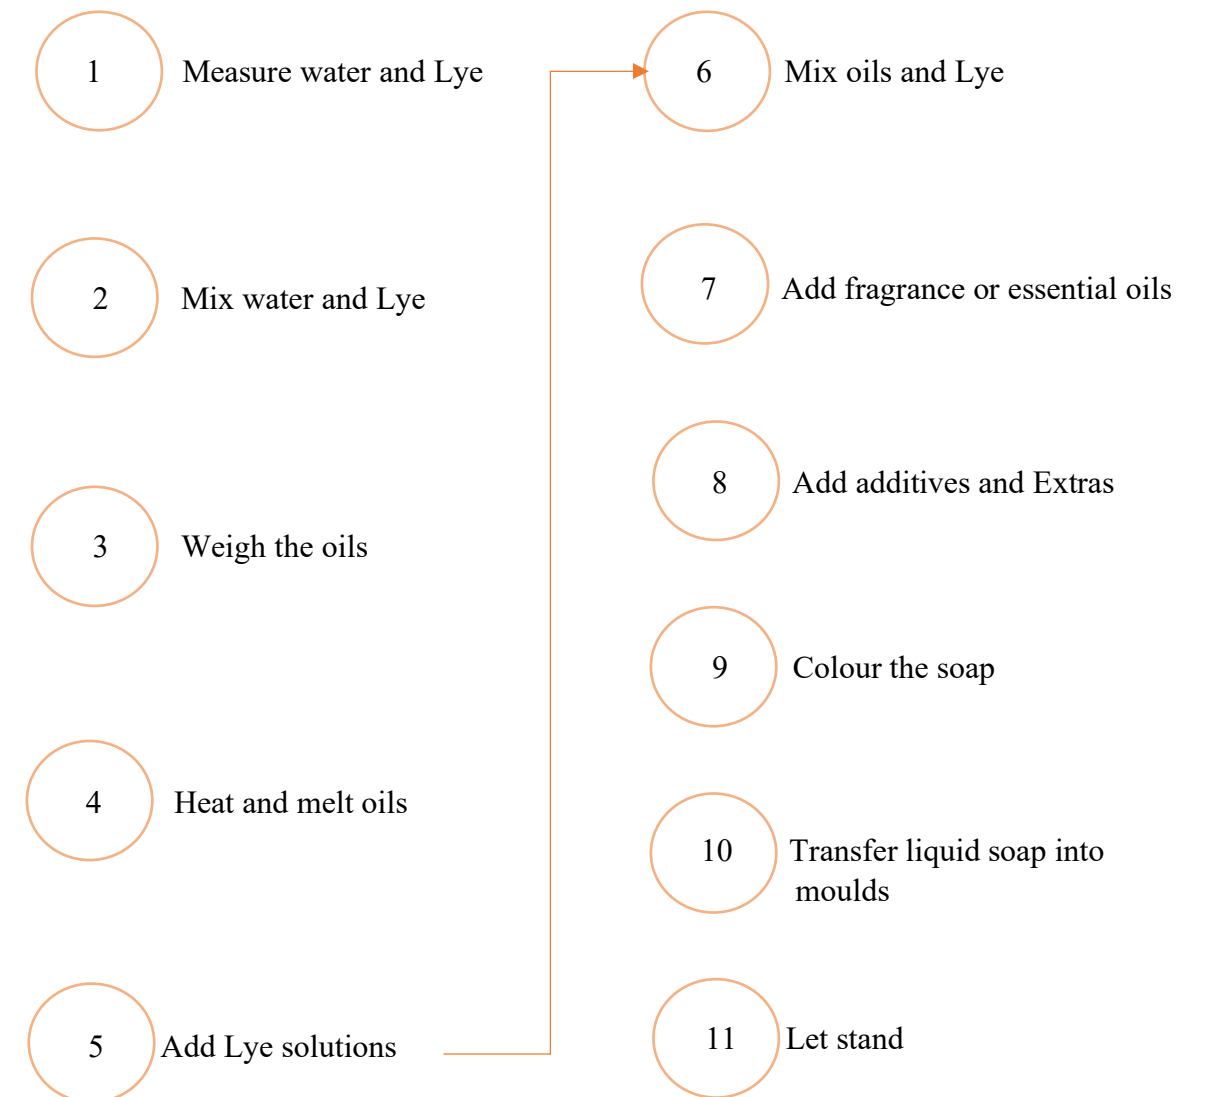 1 Measure water and Lye
2 Mix water and Lye
3 Weigh the oils
4 Heat and melt oils
5 Add Lye solutions
6 Mix oils and Lye
7 Add fragrance or essential oils
8 Add additives and Extras
9 Colour the soap
10 Transfer liquid soap into
moulds
11 Let stand